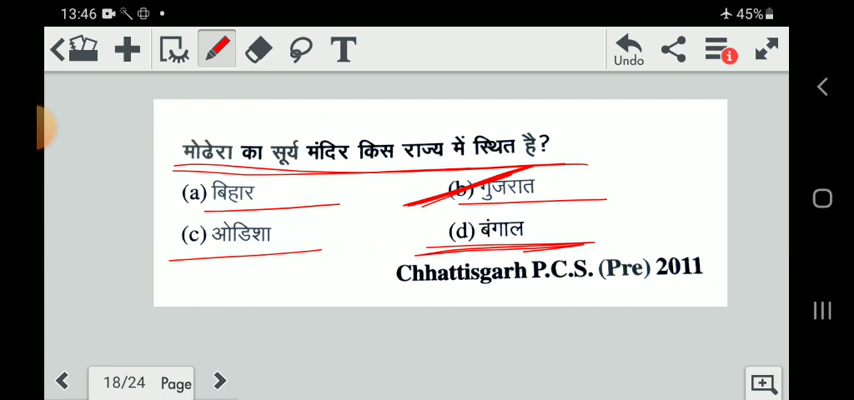 13:46
45%
T
Undo
मोढेरा का सूर्य मंदिर किस राज्य में स्थित है?
(a) बिहार
(b) गुजरात
(c) ओडिशा
(d) बंगाल
Chhattisgarh P.C.S. (Pre) 2011
18/24 Page